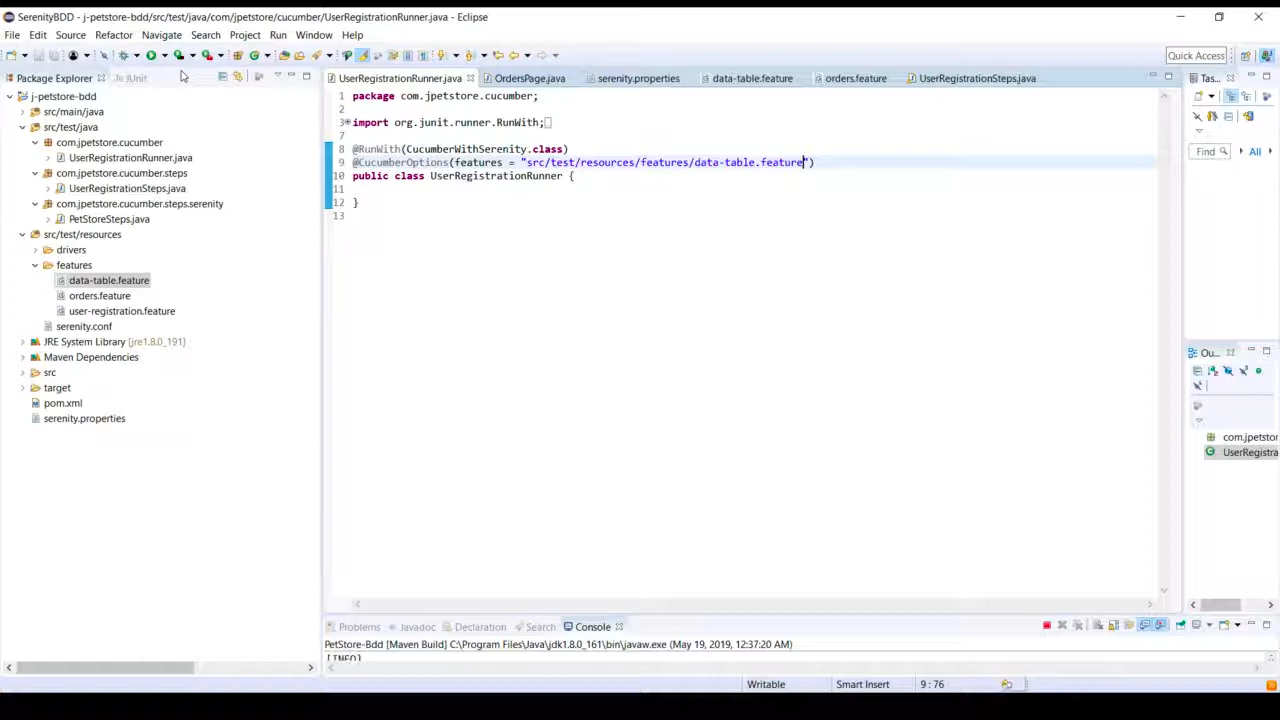 SerenityBDD - j-petstore-bdd/src/test/java/com/jpetstore/cucumber/UserRegistrationRunner.java - Eclipse
File Edit Source Refactor Navigate Search Project Run Window Help
Quick Access
Package Explorer JUnit
UserRegistrationRunner.java OrdersPage.java serenity.properties data-table.feature orders.feature UserRegistrationSteps.java
Tas...
j-petstore-bdd
src/main/java
src/test/java
com.jpetstore.cucumber
UserRegistrationRunner.java
com.jpetstore.cucumber.steps
UserRegistrationSteps.java
com.jpetstore.cucumber.steps.serenity
PetStoreSteps.java
src/test/resources
drivers
features
data-table.feature
orders.feature
user-registration.feature
serenity.conf
JRE System Library [jre1.8.0_191]
Maven Dependencies
src
target
pom.xml
serenity.properties
1 package com.jpetstore.cucumber;
2
3 import org.junit.runner.RunWith;
7
8 @RunWith(CucumberWithSerenity.class)
9 @CucumberOptions(features = "src/test/resources/features/data-table.feature")
10 public class UserRegistrationRunner {
11
12 }
13
Find All
Ou...
com.jpetstor
UserRegistra
Problems Javadoc Declaration Search Console
PetStore-Bdd [Maven Build] C:\Program Files\Java\jdk1.8.0_161\bin\javaw.exe (May 19, 2019, 12:37:20 AM)
[INFO]
Writable Smart Insert 9 : 76